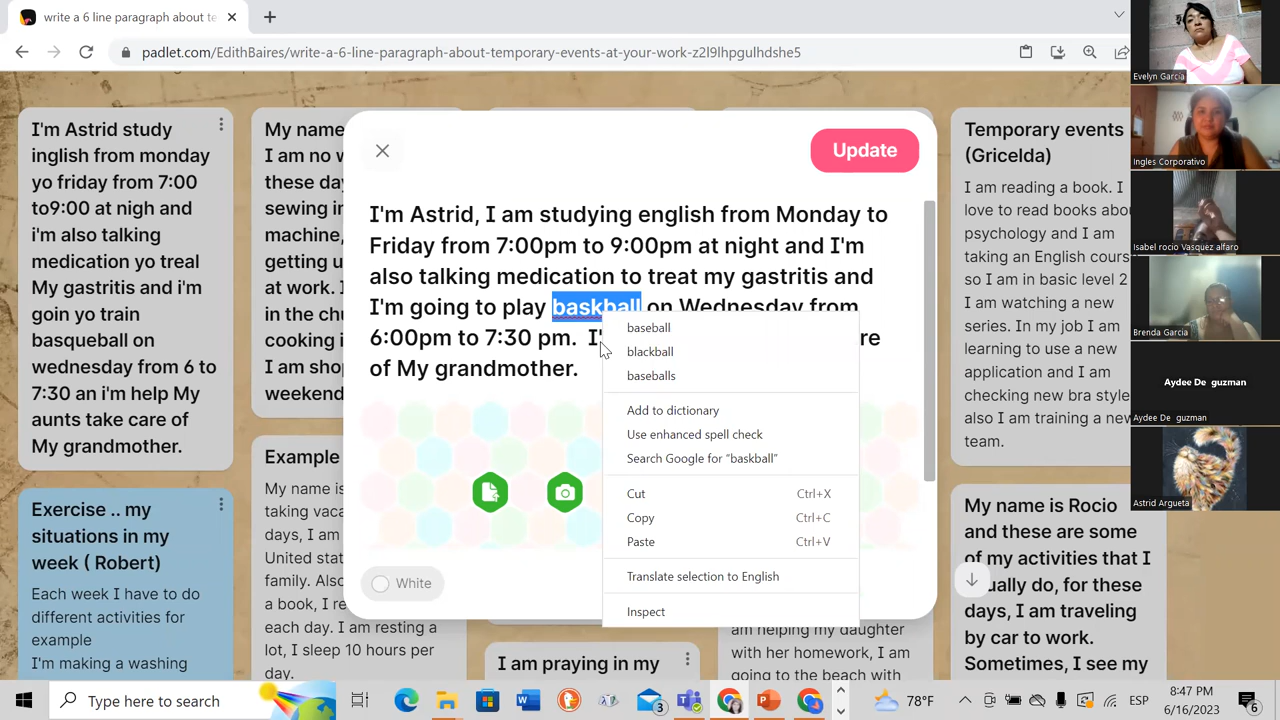 write a 6 line paragraph about te
padlet.com/EdithBaires/write-a-6-line-paragraph-about-temporary-events-at-your-work-z2l9lhpgulhdshe5
I'm Astrid study
inglish from monday
yo friday from 7:00
to9:00 at nigh and
i'm also talking
medication yo treal
My gastritis and i'm
goin yo train
basqueball on
wednesday from 6 to
7:30 an i'm help My
aunts take care of
My grandmother.
Exercise .. my
situations in my
week ( Robert)
Each week I have to do
different activities for
example
I'm making a washing
My name
I am no w
these day
sewing i
machine,
getting u
at work. I
in the chu
cooking i
I am shop
weekend
Example
My name is
taking vaca
days, I am
United stat
family. Also
a book, I re
each day. I am resting a
lot, I sleep 10 hours per
day.
Update
I'm Astrid, I am studying english from Monday to
Friday from 7:00pm to 9:00pm at night and I'm
also talking medication to treat my gastritis and
I'm going to play baskball on Wednesday from
6:00pm to 7:30 pm. I' re
of My grandmother.
White
baseball
blackball
baseballs
Add to dictionary
Use enhanced spell check
Search Google for “baskball”
Cut Ctrl+X
Copy Ctrl+C
Paste Ctrl+V
Translate selection to English
Inspect
I am praying in my
am helping my daughter
with her homework, I am
going to the beach with
Temporary events
(Gricelda)
I am reading a book. I
love to read books abou
psychology and I am
taking an English cours
so I am in basic level 2
I am watching a new
series. In my job I am
learning to use a new
application and I am
checking new bra style
also I am training a new
team.
My name is Rocio
and these are some
of my activities that I
ually do, for these
days, I am traveling
by car to work.
Sometimes, I see my
Evelyn Garcia
Ingles Corporativo
Isabel rocio Vasquez alfaro
Brenda Garcia
Aydee De guzman
Aydee De guzman
Astrid Argueta
Type here to search
3
78°F
ESP
8:47 PM
6/16/2023
6